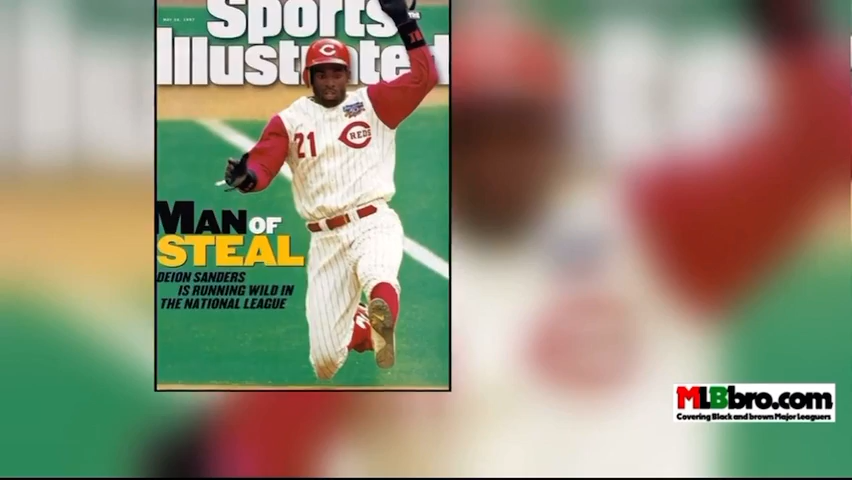 Sports
Illustrated
REDS
21
MAN OF
STEAL
DEION SANDERS
IS RUNNING WILD IN
THE NATIONAL LEAGUE
MLBbro.com
Covering Black and brown Major Leaguers